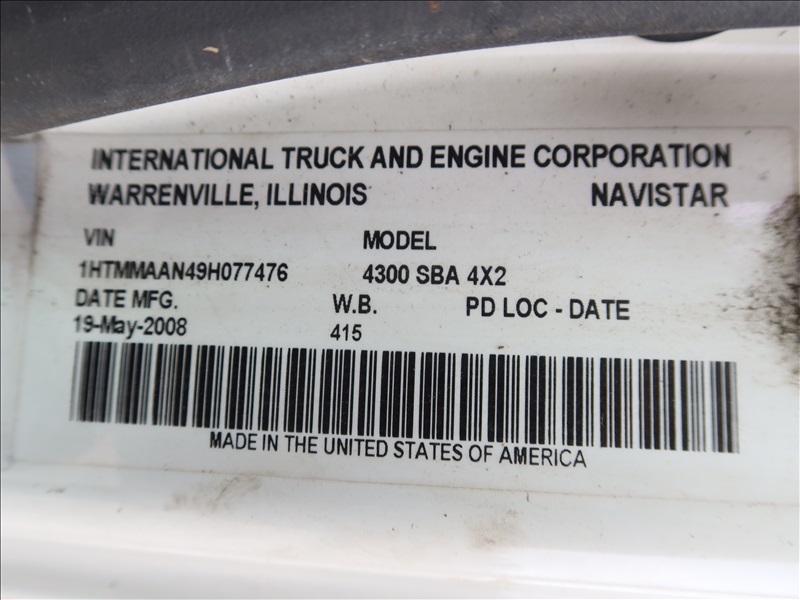 INTERNATIONAL TRUCK AND ENGINE CORPORATION
WARRENVILLE, ILLINOIS NAVISTAR
VIN MODEL
1HTMMAAN49H077476 4300 SBA 4X2
DATE MFG. W.B. PD LOC - DATE
19-May-2008 415
MADE IN THE UNITED STATES OF AMERICA